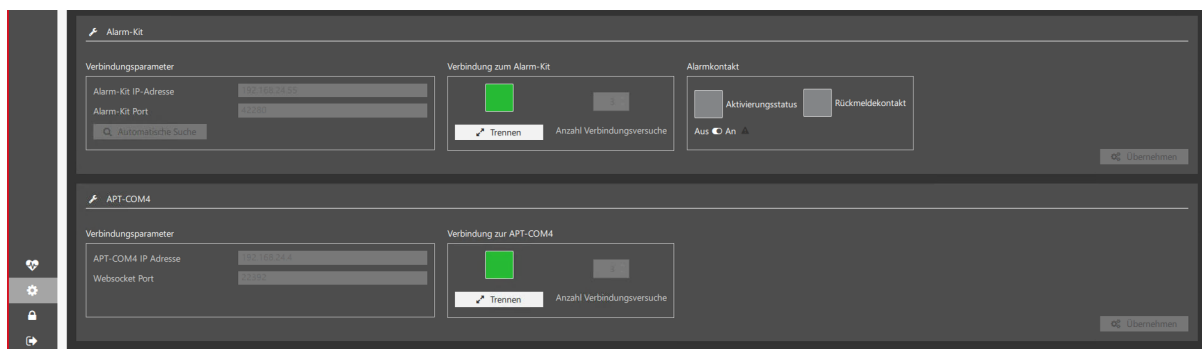 Alarm-Kit
Verbindungsparameter
Alarm-Kit IP-Adresse
Alarm-Kit Port
Automatische Suche
Verbindung zum Alarm-Kit
Trennen
Anzahl Verbindungsversuche
Alarmkontakt
Aktivierungsstatus
Rückmeldekontakt
Aus An
Übernehmen
APT-COM4
Verbindungsparameter
APT-COM4 IP Adresse
Websocket Port
Verbindung zur APT-COM4
Trennen
Anzahl Verbindungsversuche
Übernehmen